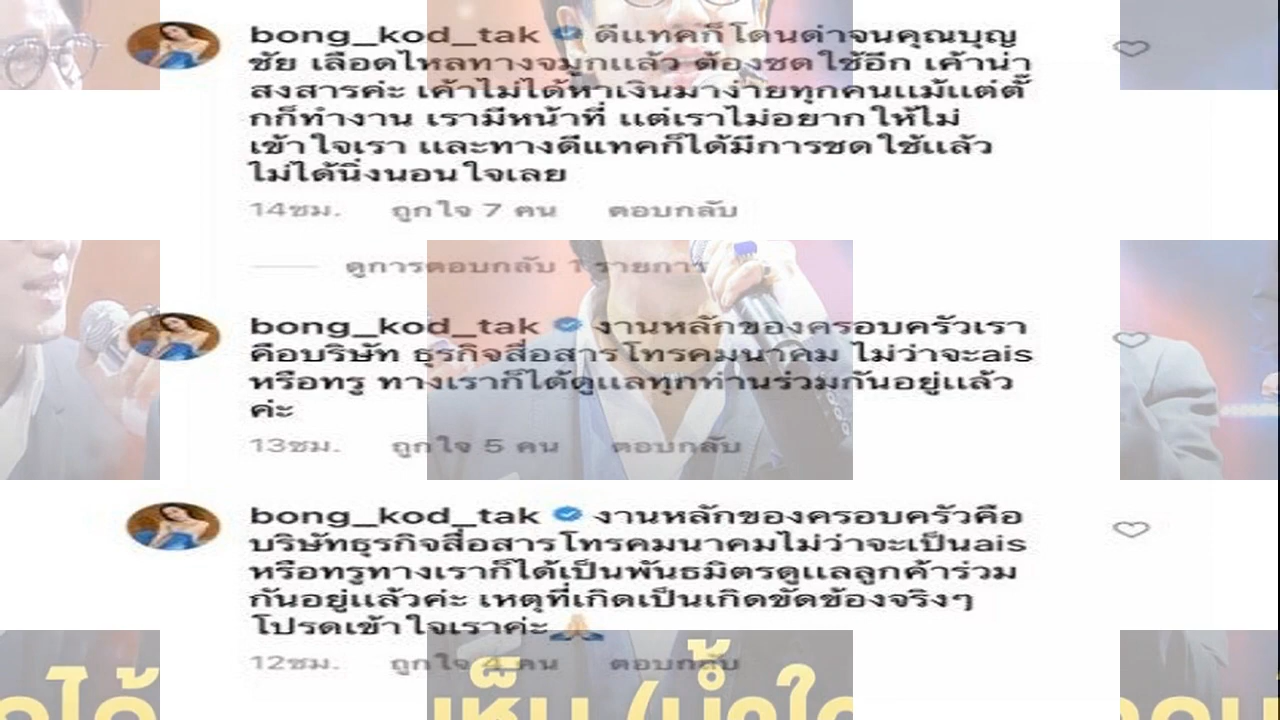 bong_kod_tak ดีแทคก็โดนด่าจนคุณบุญ
ชัย เลือดไหลทางจมูกแล้ว ต้องชดใช้อีก เค้าน่า
สงสารค่ะ เค้าไม่ได้หาเงินมาง่ายทุกคนแม้แต่ตั๊
กก็ทำงาน เรามีหน้าที่ แต่เราไม่อยากให้ไม่
เข้าใจเรา และทางดีแทคก็ได้มีการชดใช้แล้ว
ไม่ได้นิ่งนอนใจเลย
14ชม. ถูกใจ 7 คน ตอบกลับ
ดูการตอบกลับ 1 รายการ
bong_kod_tak งานหลักของครอบครัวเรา
คือบริษัท ธุรกิจสื่อสารโทรคมนาคม ไม่ว่าจะais
หรือทรู ทางเราก็ได้ดูแลทุกท่านร่วมกันอยู่แล้ว
ค่ะ
13ชม. ถูกใจ 5 คน ตอบกลับ
bong_kod_tak งานหลักของครอบครัวคือ
บริษัทธุรกิจสื่อสารโทรคมนาคมไม่ว่าจะเป็นais
หรือทรูทางเราก็ได้เป็นพันธมิตรดูแลลูกค้าร่วม
กันอยู่แล้วค่ะ เหตุที่เกิดเป็นเกิดขัดข้องจริงๆ
โปรดเข้าใจเราค่ะ🙏🏻
12ชม. ถูกใจ 4 คน ตอบกลับ